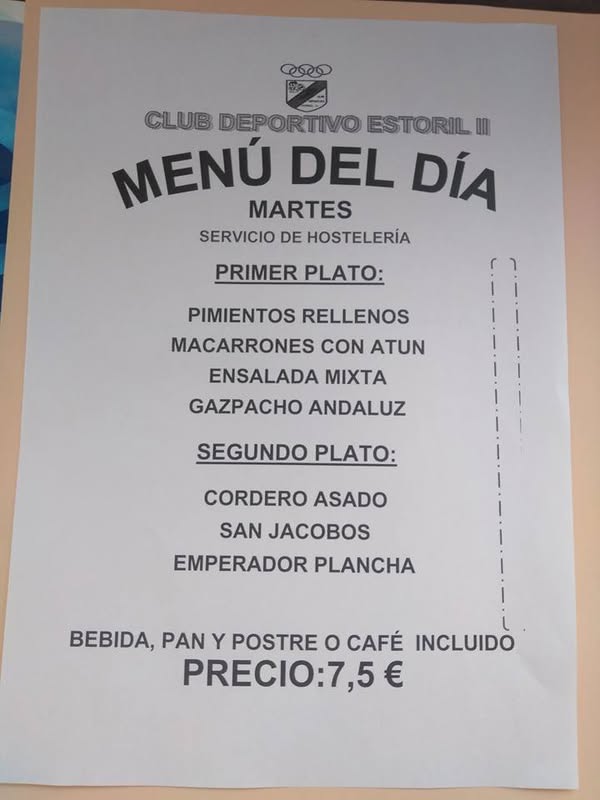 CLUB DEPORTIVO ESTORIL II
MENÚ DEL DÍA
MARTES
SERVICIO DE HOSTELERÍA
PRIMER PLATO:
PIMIENTOS RELLENOS
MACARRONES CON ATUN
ENSALADA MIXTA
GAZPACHO ANDALUZ
SEGUNDO PLATO:
CORDERO ASADO
SAN JACOBOS
EMPERADOR PLANCHA
BEBIDA, PAN Y POSTRE O CAFÉ INCLUIDO
PRECIO:7,5 €